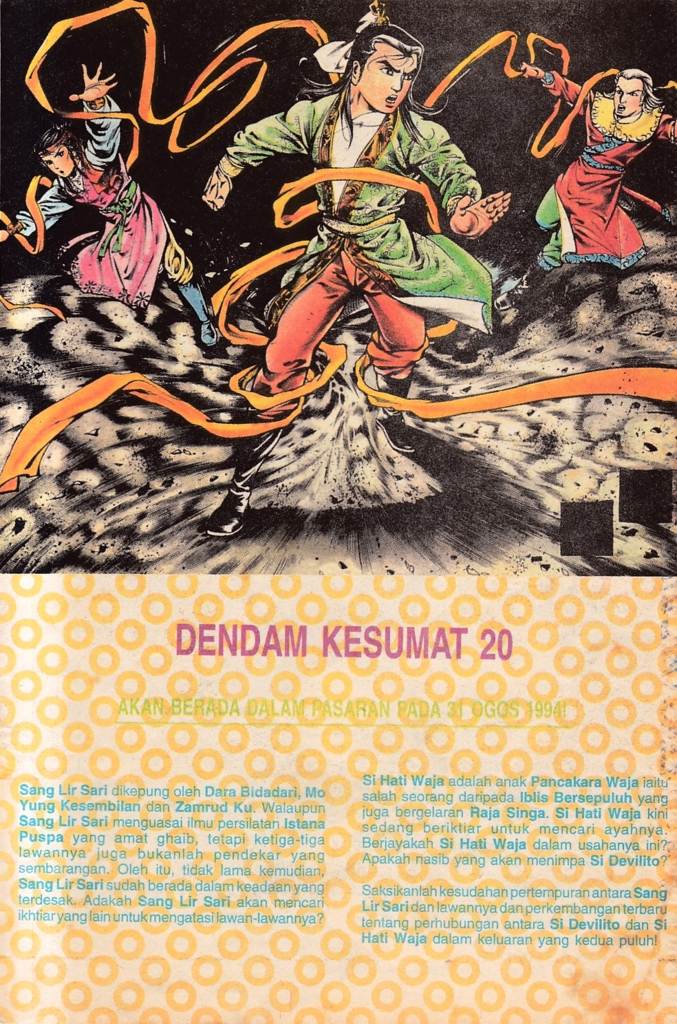 DENDAM KESUMAT 20
AKAN BERADA DALAM PASARAN PADA 31 OGOS 1994!
Sang Lir Sari dikepung oleh Dara Bidadari, Mo
Yung Kesembilan dan Zamrud Ku. Walaupun
Sang Lir Sari menguasai ilmu persilatan Istana
Puspa yang amat ghaib, tetapi ketiga-tiga
lawannya juga bukanlah pendekar yang
sembarangan. Oleh itu, tidak lama kemudian,
Sang Lir Sari sudah berada dalam keadaan yang
terdesak. Adakah Sang Lir Sari akan mencari
ikhtiar yang lain untuk mengatasi lawan-lawannya?
Si Hati Waja adalah anak Pancakara Waja iaitu
salah seorang daripada Iblis Bersepuluh yang
juga bergelaran Raja Singa. Si Hati Waja kini
sedang beriktiar untuk mencari ayahnya.
Berjayakah Si Hati Waja dalam usahanya ini?
Apakah nasib yang akan menimpa Si Devilito?
Saksikanlah kesudahan pertempuran antara Sang
Lir Sari dan lawannya dan perkembangan terbaru
tentang perhubungan antara Si Devilito dan Si
Hati Waja dalam keluaran yang kedua puluh!